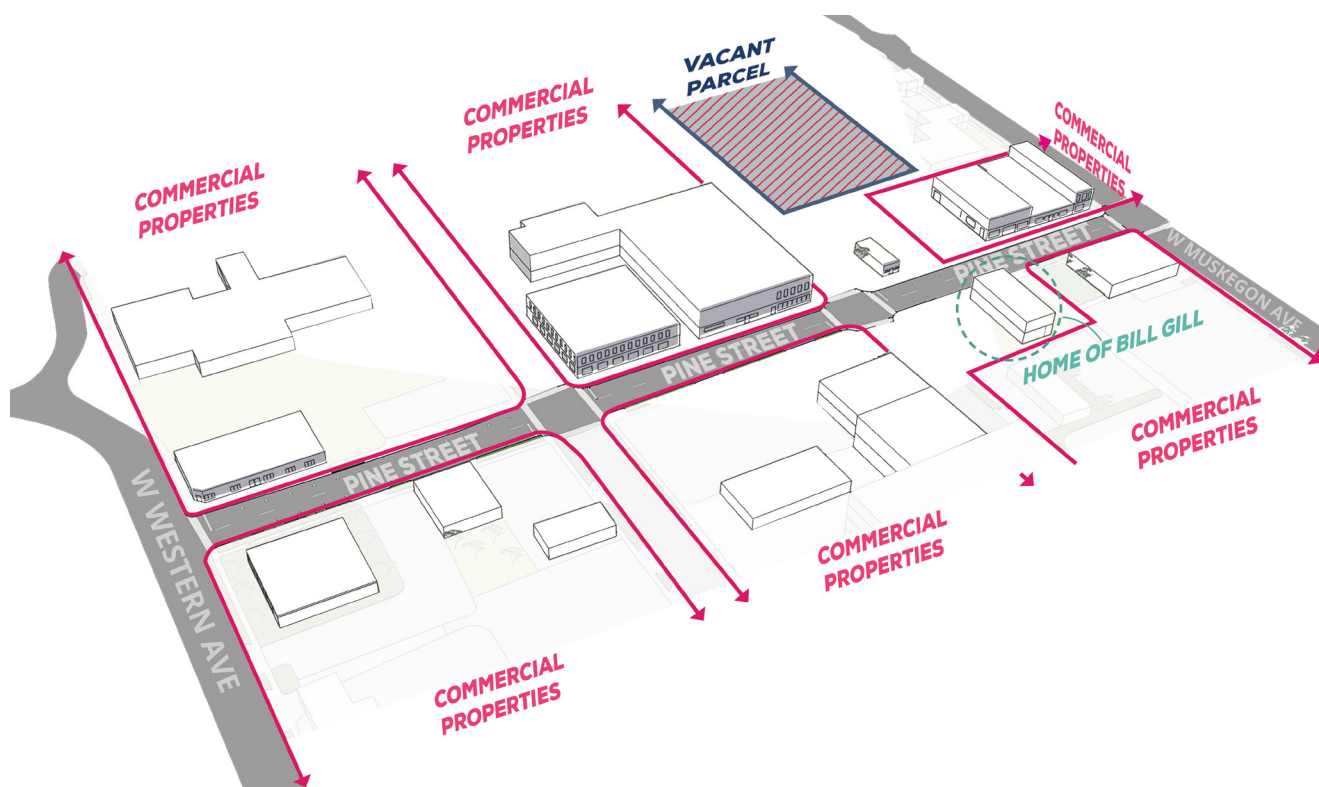 VACANT
PARCEL
COMMERCIAL
PROPERTIES
COMMERCIAL
PROPERTIES
COMMERCIAL
PROPERTIES
PINE STREET
W MUSKEGON AVE
HOME OF BILL GILL
PINE STREET
COMMERCIAL
PROPERTIES
PINE STREET
W WESTERN AVE
COMMERCIAL
PROPERTIES
COMMERCIAL
PROPERTIES